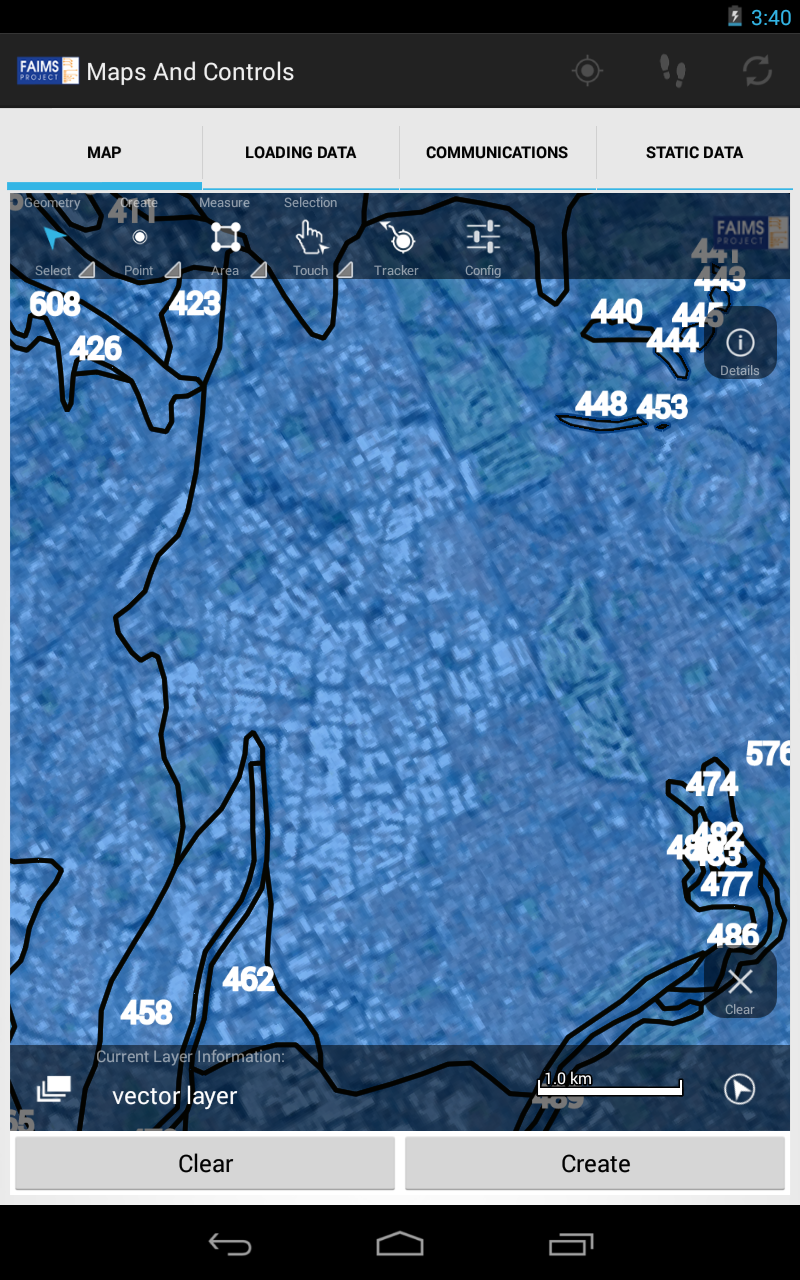 3:40
FAIMS
PROJECT
Maps And Controls
MAP
LOADING DATA
COMMUNICATIONS
STATIC DATA
Geometry
Create
Measure
Selection
411
FAIMS
PROJECT
441
443
Select
Point
Area
Touch
Tracker
Config
608
423
440
445
444
426
Details
448
453
576
474
482
483
477
486
462
458
Clear
Current Layer Information:
vector layer
1.0 km
489
Clear
Create